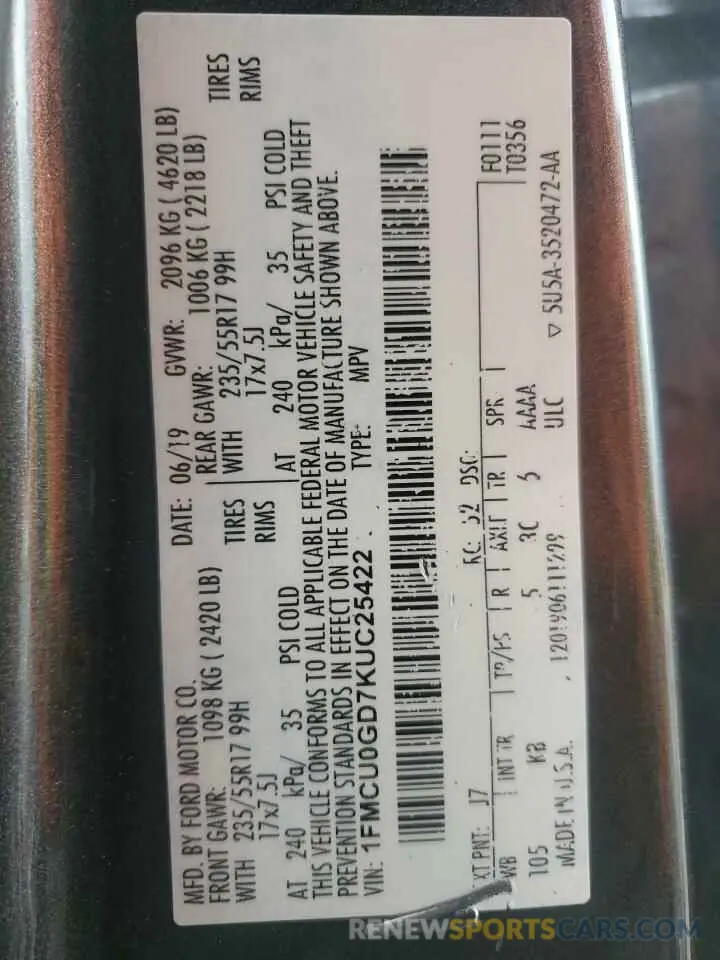 MFD. BY FORD MOTOR CO. DATE: 06/19 GVWR: 2096 KG ( 4620 LB)
FRONT GAWR: 1098 KG ( 2420 LB) REAR GAWR: 1006 KG ( 2218 LB)
WITH 235/55R17 99H TIRES WITH 235/55R17 99H TIRES
17x7.5J RIMS 17x7.5J RIMS
AT 240 kPa/ 35 PSI COLD AT 240 kPa/ 35 PSI COLD
THIS VEHICLE CONFORMS TO ALL APPLICABLE FEDERAL MOTOR VEHICLE SAFETY AND THEFT
PREVENTION STANDARDS IN EFFECT ON THE DATE OF MANUFACTURE SHOWN ABOVE.
VIN: 1FMCU0GD7KUC25422 TYPE: MPV
F0111
T0356
XT PNT: J7 DSO:
WB INT TR TP/PS R AXLE TR SPR
105 KB 5 3C AAAA
ULC
MADE IN U.S.A. ▽ 5U5A-3520472-AA
RENEWSPORTSCARS.COM